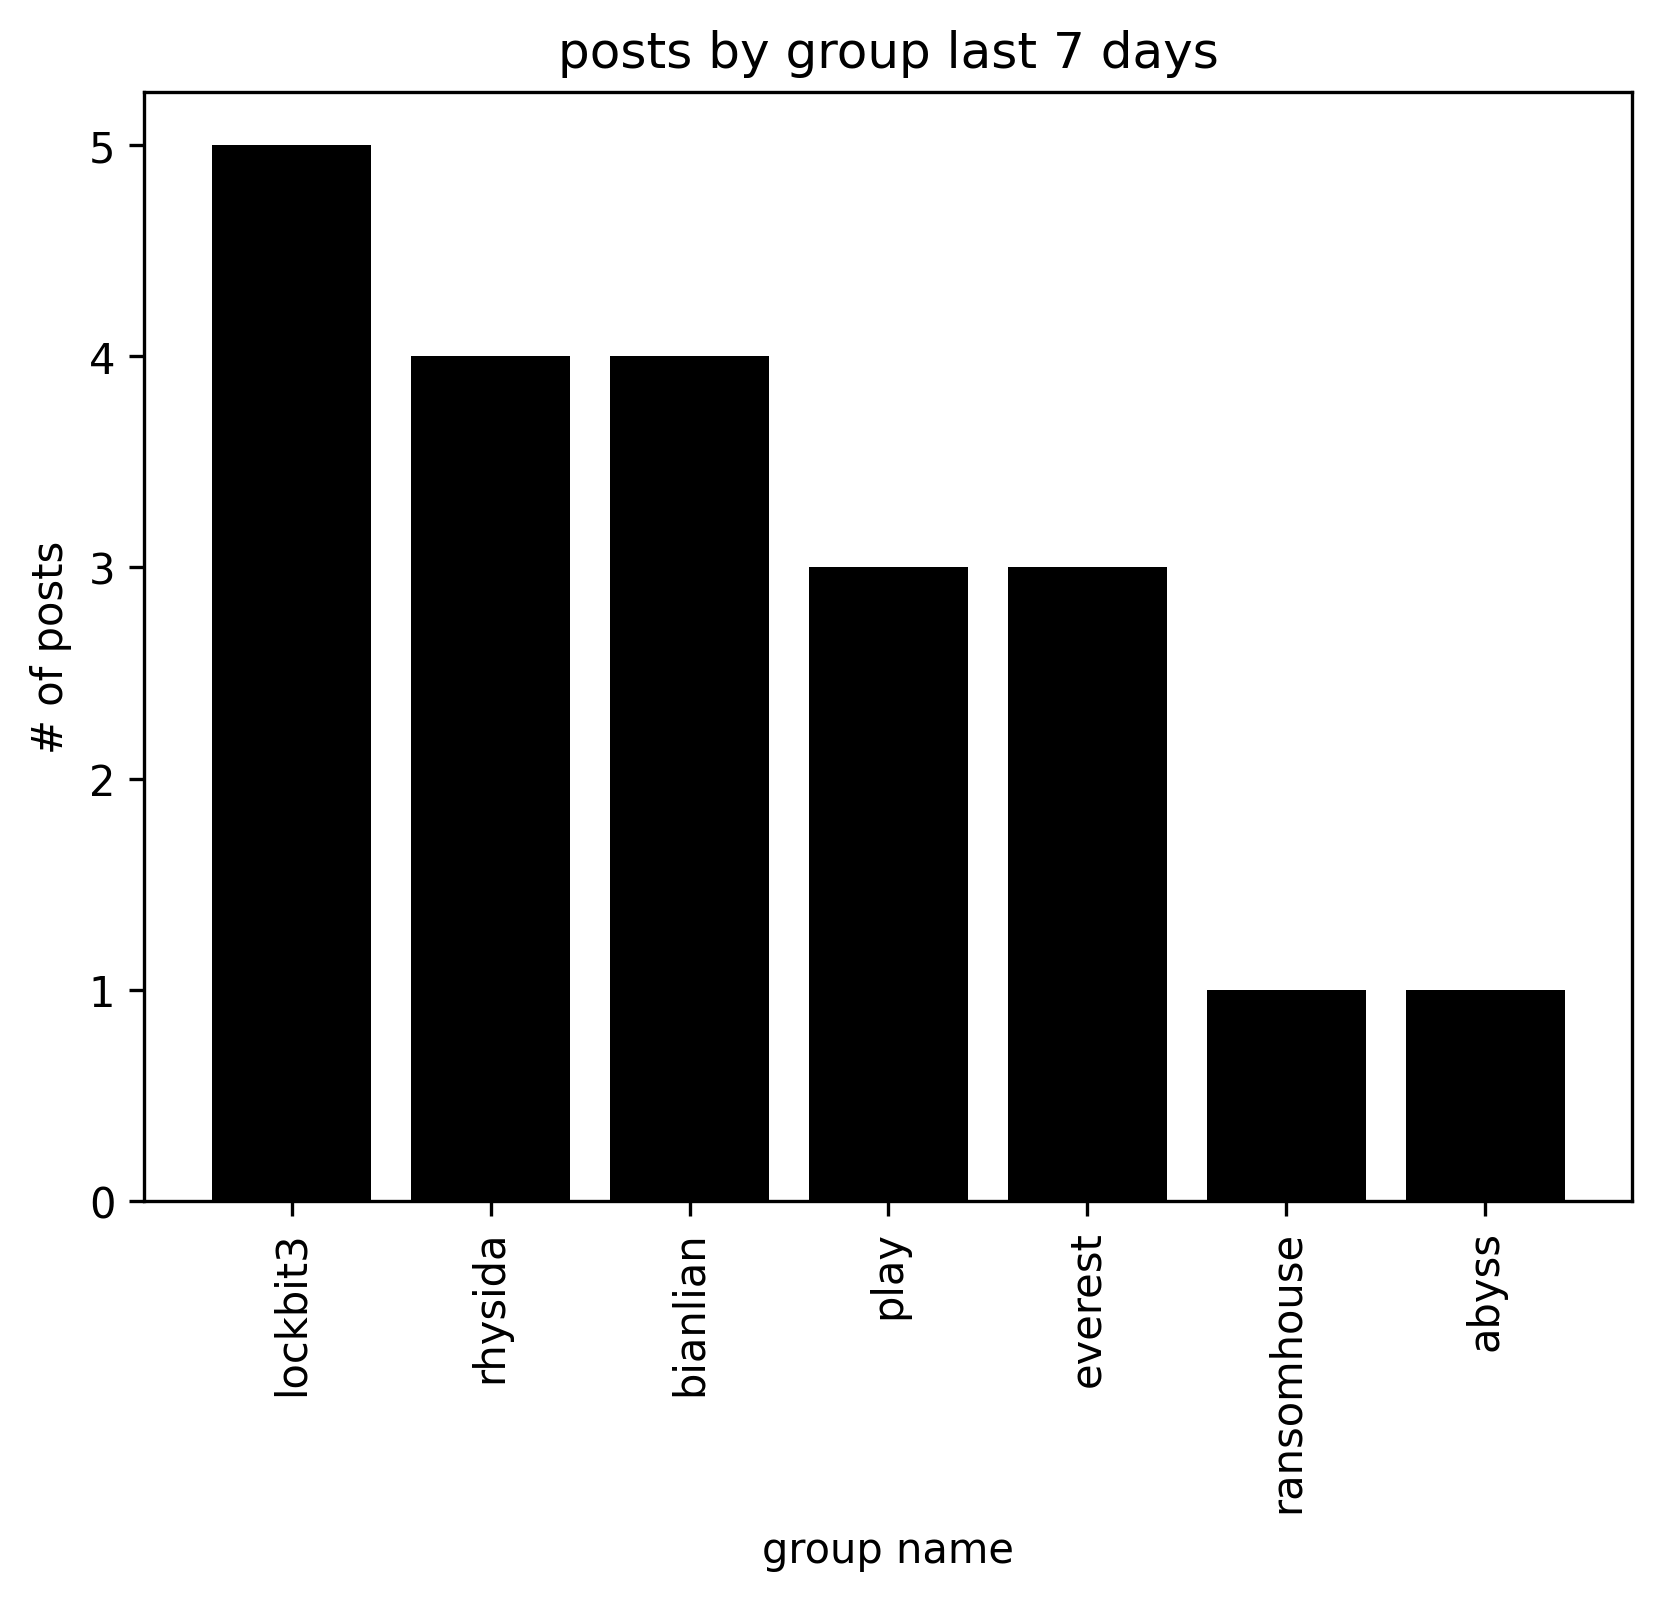 posts by group last 7 days
# of posts
5
4
3
2
1
0
lockbit3
rhysida
bianlian
play
everest
ransomhouse
abyss
group name